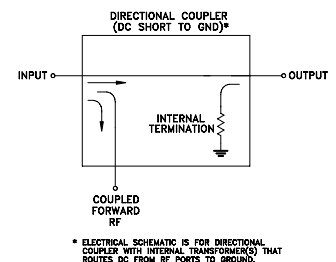 DIRECTIONAL COUPLER
(DC SHORT TO GND)*
INPUT
OUTPUT
INTERNAL
TERMINATION
COUPLED
FORWARD
RF
* ELECTRICAL SCHEMATIC IS FOR DIRECTIONAL
COUPLER WITH INTERNAL TRANSFORMER(S) THAT
ROUTES DC FROM RF PORTS TO GROUND.